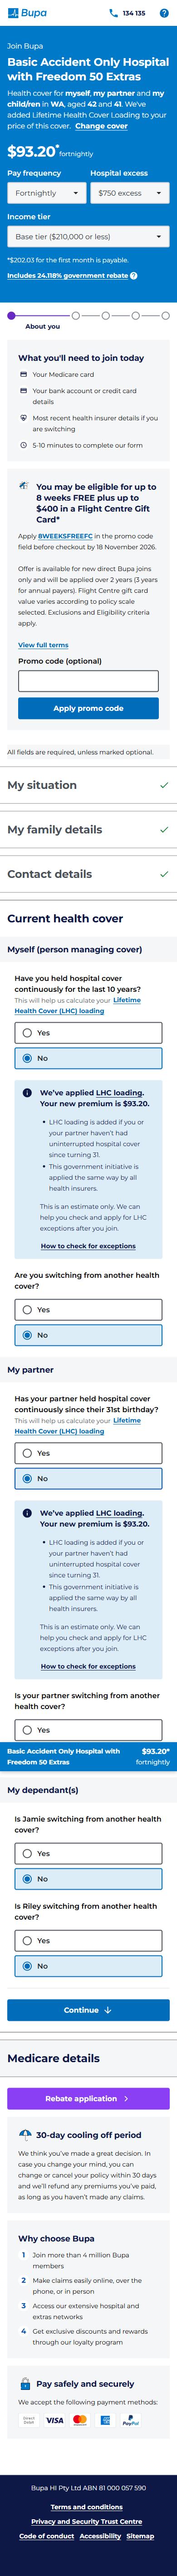 Bupa
134 135
Join Bupa
Basic Accident Only Hospital
with Freedom 50 Extras
Health cover for myself, my partner and my
child/ren in WA, aged 42 and 41. We've
added Lifetime Health Cover Loading to your
price of this cover. Change cover
$93.20* fortnightly
Pay frequency
Hospital excess
Fortnightly
$750 excess
Income tier
Base tier ($210,000 or less)
*$202.03 for the first month is payable.
Includes 24.118% government rebate
About you
What you'll need to join today
Your Medicare card
Your bank account or credit card
details
Most recent health insurer details if you
are switching
5-10 minutes to complete our form
You may be eligible for up to
8 weeks FREE plus up to
$400 in a Flight Centre Gift
Card*
Apply 8WEEKSFREEFC in the promo code
field before checkout by 18 November 2026.
Offer is available for new direct Bupa joins
only and will be applied over 2 years (3 years
for annual payers). Flight Centre gift card
value varies according to policy scale
selected. Exclusions and Eligibility criteria
apply.
View full terms
Promo code (optional)
Apply promo code
All fields are required, unless marked optional.
My situation
My family details
Contact details
Current health cover
Myself (person managing cover)
Have you held hospital cover
continuously for the last 10 years?
This will help us calculate your Lifetime
Health Cover (LHC) loading
Yes
No
We've applied LHC loading.
Your new premium is $93.20.
• LHC loading is added if you or
your partner haven't had
uninterrupted hospital cover
since turning 31.
• This government initiative is
applied the same way by all
health insurers.
This is an estimate only. We can
help you check and apply for LHC
exceptions after you join.
How to check for exceptions
Are you switching from another health
cover?
Yes
No
My partner
Has your partner held hospital cover
continuously since their 31st birthday?
This will help us calculate your Lifetime
Health Cover (LHC) loading
Yes
No
We've applied LHC loading.
Your new premium is $93.20.
• LHC loading is added if you or
your partner haven't had
uninterrupted hospital cover
since turning 31.
• This government initiative is
applied the same way by all
health insurers.
This is an estimate only. We can
help you check and apply for LHC
exceptions after you join.
How to check for exceptions
Is your partner switching from another
health cover?
Yes
Basic Accident Only Hospital with
Freedom 50 Extras
$93.20*
fortnightly
My dependant(s)
Is Jamie switching from another health
cover?
Yes
No
Is Riley switching from another health
cover?
Yes
No
Continue
Medicare details
Rebate application
30-day cooling off period
We think you've made a great decision. In
case you change your mind, you can
change or cancel your policy within 30 days
and we'll refund any premiums you've paid,
as long as you haven't made any claims.
Why choose Bupa
1 Join more than 4 million Bupa
members
2 Make claims easily online, over the
phone, or in person
3 Access our extensive hospital and
extras networks
4 Get exclusive discounts and rewards
through our loyalty program
Pay safely and securely
We accept the following payment methods:
Direct
Debit
VISA
PayPal
Bupa HI Pty Ltd ABN 81 000 057 590
Terms and conditions
Privacy and Security Trust Centre
Code of conduct Accessibility Sitemap